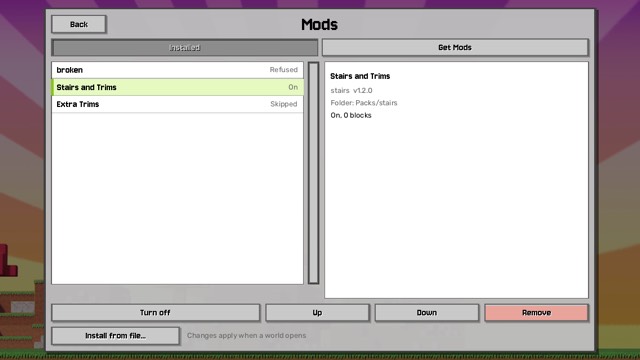 Back
Mods
Installed
Get Mods
broken
Refused
Stairs and Trims
On
Extra Trims
Skipped
Stairs and Trims
stairs v1.2.0
Folder: Packs/stairs
On, 0 blocks
Turn off
Up
Down
Remove
Install from file...
Changes apply when a world opens.